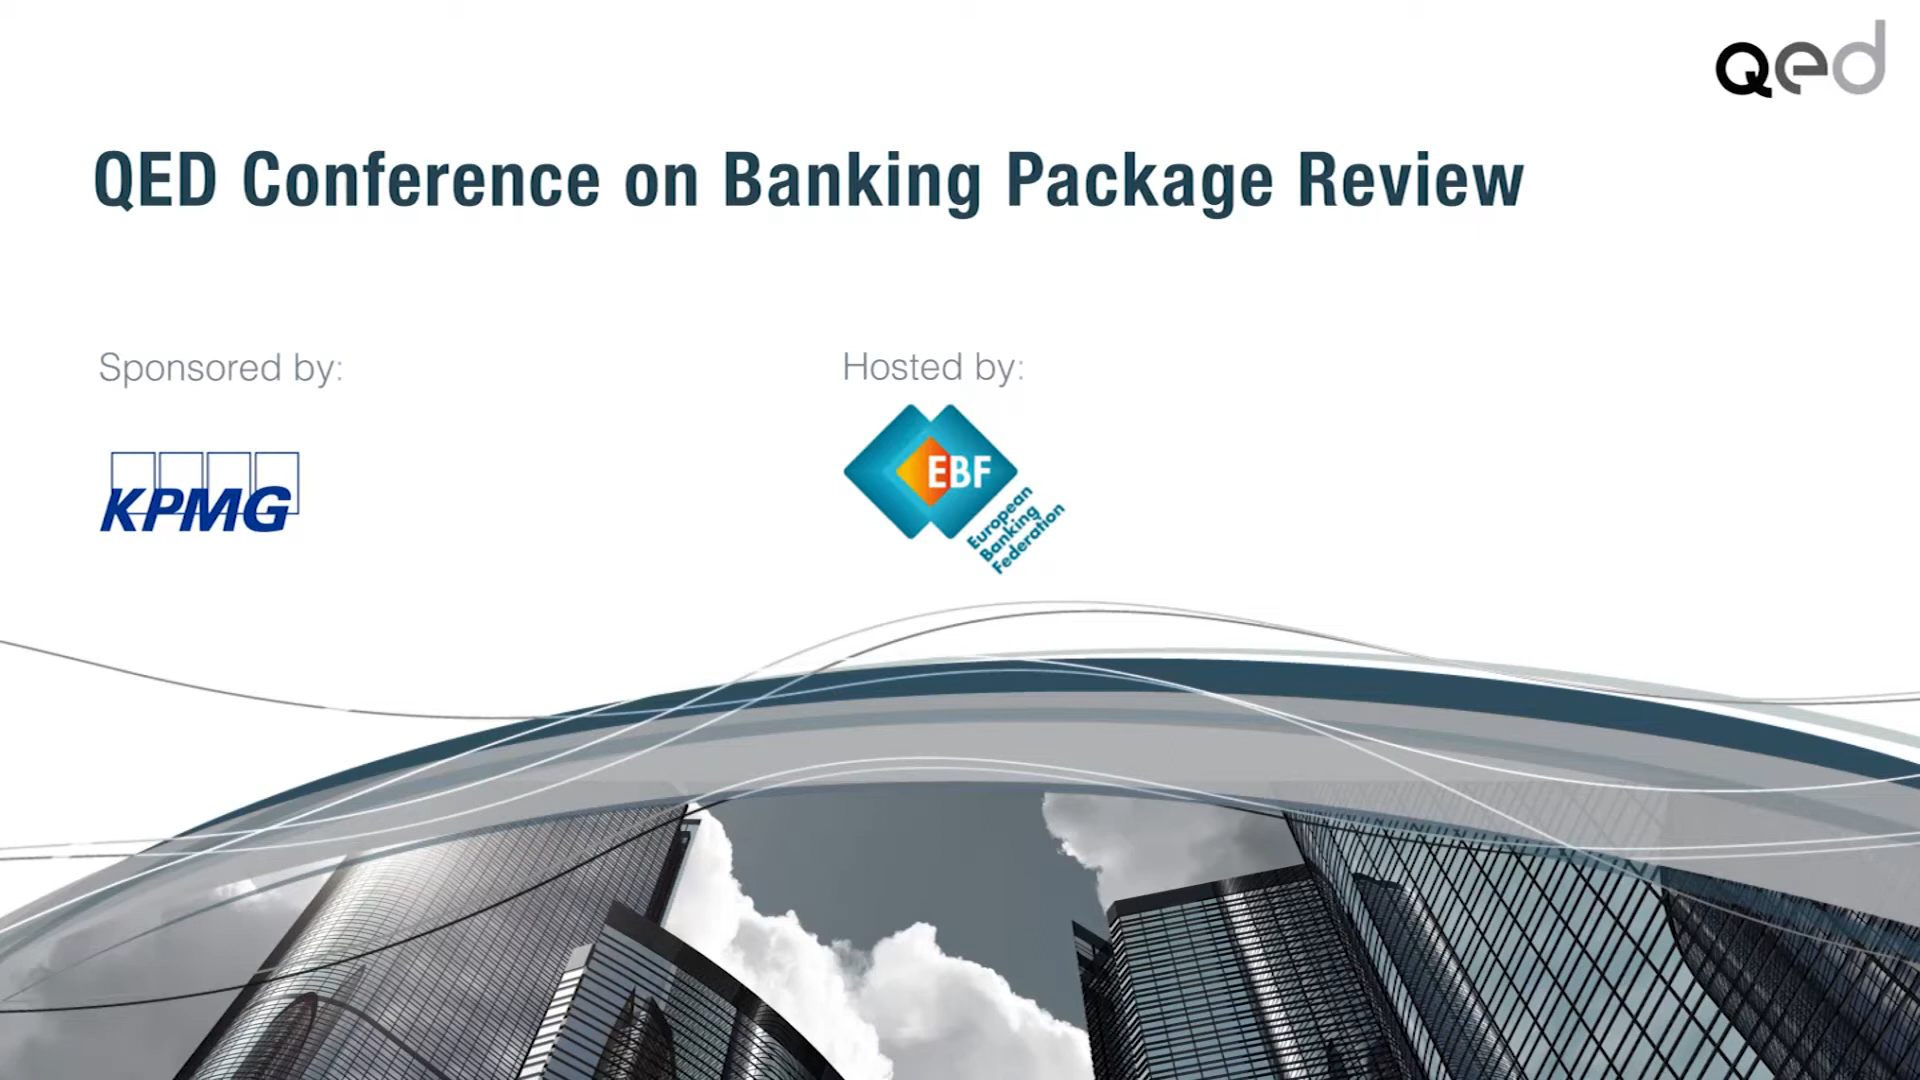 qed
QED Conference on Banking Package Review
Sponsored by:
Hosted by:
KPMG
EBF
European
Banking
Federation